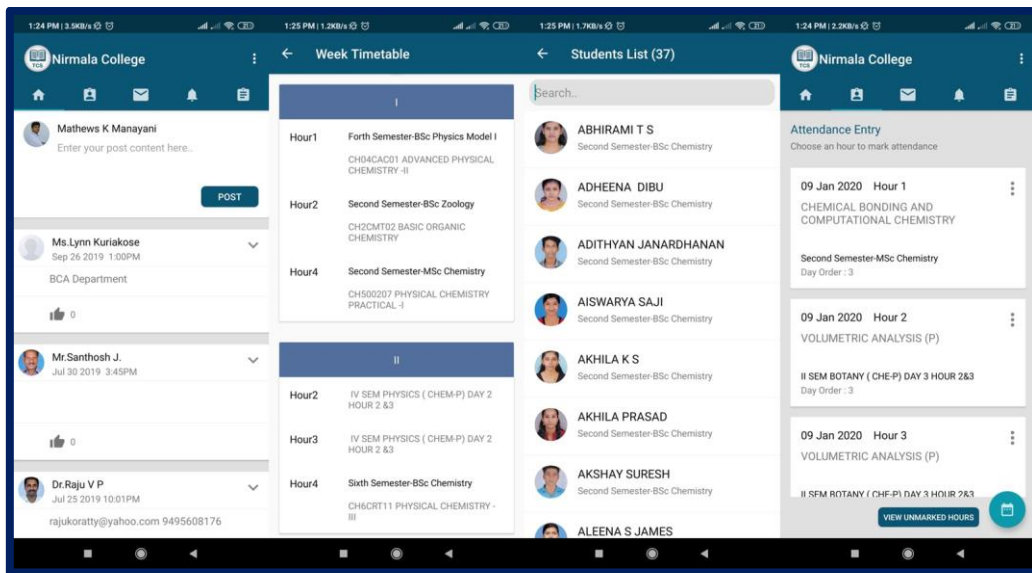 1:24 PM | 3.5KB/s
Nirmala College
TCS
Mathews K Manayani
Enter your post content here..
POST
Ms.Lynn Kuriakose
Sep 26 2019 1:00PM
BCA Department
0
Mr.Santhosh J.
Jul 30 2019 3:45PM
0
Dr.Raju V P
Jul 25 2019 10:01PM
rajukoratty@yahoo.com 9495608176
1:25 PM | 1.2KB/s
Week Timetable
I
Hour1 Forth Semester-BSc Physics Model I
CH04CAC01 ADVANCED PHYSICAL
CHEMISTRY -II
Hour2 Second Semester-BSc Zoology
CH2CMT02 BASIC ORGANIC
CHEMISTRY
Hour4 Second Semester-MSc Chemistry
CH500207 PHYSICAL CHEMISTRY
PRACTICAL -I
II
Hour2 IV SEM PHYSICS ( CHEM-P) DAY 2
HOUR 2 &3
Hour3 IV SEM PHYSICS ( CHEM-P) DAY 2
HOUR 2 &3
Hour4 Sixth Semester-BSc Chemistry
CH6CRT11 PHYSICAL CHEMISTRY -
III
1:25 PM | 1.7KB/s
Students List (37)
Search..
ABHIRAMI T S
Second Semester-BSc Chemistry
ADHEENA DIBU
Second Semester-BSc Chemistry
ADITHYAN JANARDHANAN
Second Semester-BSc Chemistry
AISWARYA SAJI
Second Semester-BSc Chemistry
AKHILA K S
Second Semester-BSc Chemistry
AKHILA PRASAD
Second Semester-BSc Chemistry
AKSHAY SURESH
Second Semester-BSc Chemistry
ALEENA S JAMES
1:24 PM | 2.2KB/s
Nirmala College
TCS
Attendance Entry
Choose an hour to mark attendance
09 Jan 2020 Hour 1
CHEMICAL BONDING AND
COMPUTATIONAL CHEMISTRY
Second Semester-MSc Chemistry
Day Order : 3
09 Jan 2020 Hour 2
VOLUMETRIC ANALYSIS (P)
II SEM BOTANY ( CHE-P) DAY 3 HOUR 2&3
Day Order : 3
09 Jan 2020 Hour 3
VOLUMETRIC ANALYSIS (P)
II SEM BOTANY ( CHE-P) DAY 3 HOUR 2&3
VIEW UNMARKED HOURS